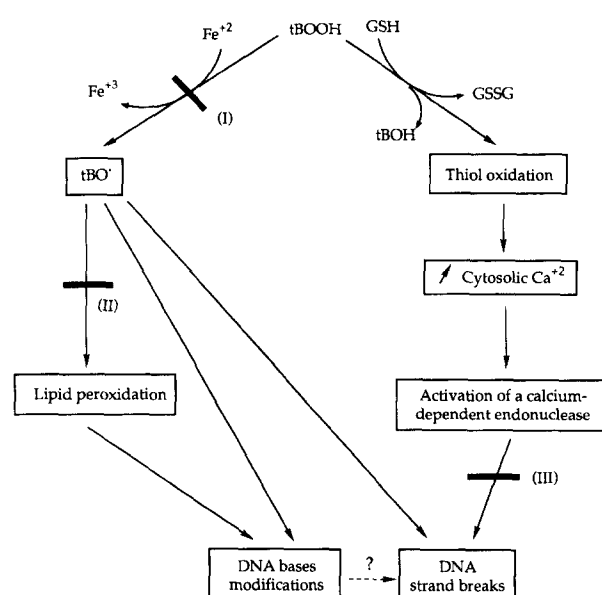 Fe+2
tBOOH
GSH
Fe+3
(I)
GSSG
tBOH
tBO·
Thiol oxidation
Cytosolic Ca+2
(II)
Lipid peroxidation
Activation of a calcium-
dependent endonuclease
(III)
DNA bases
modifications
?
DNA
strand breaks